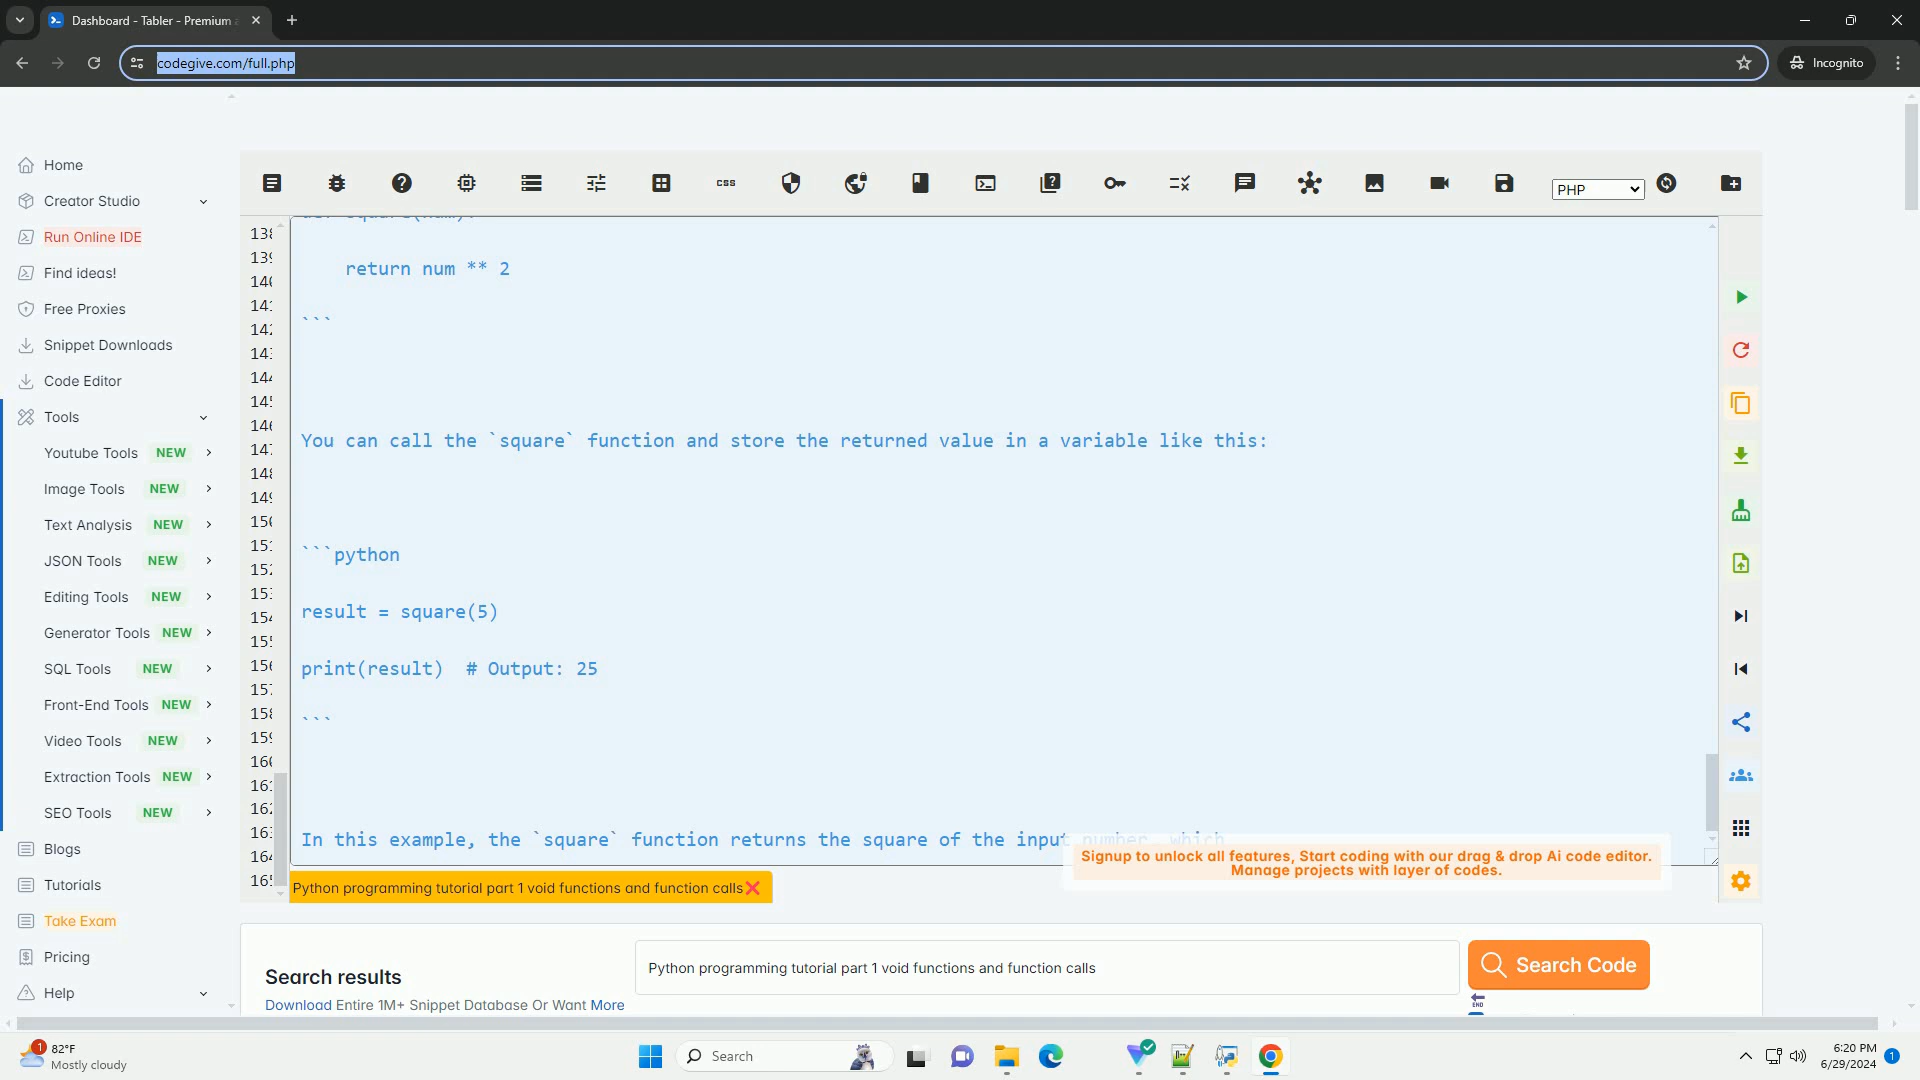 Dashboard - Tabler - Premium
codegive.com/full.php
Incognito
Home
Creator Studio
Run Online IDE
Find ideas!
Free Proxies
Snippet Downloads
Code Editor
Tools
Youtube Tools NEW
Image Tools NEW
Text Analysis NEW
JSON Tools NEW
Editing Tools NEW
Generator Tools NEW
SQL Tools NEW
Front-End Tools NEW
Video Tools NEW
Extraction Tools NEW
SEO Tools NEW
Blogs
Tutorials
Take Exam
Pricing
Help
css
PHP
return num ** 2
```
You can call the `square` function and store the returned value in a variable like this:
```python
result = square(5)
print(result)  # Output: 25
```
In this example, the `square` function returns the square of the input number, which
Signup to unlock all features, Start coding with our drag & drop Ai code editor.
Manage projects with layer of codes.
Python programming tutorial part 1 void functions and function calls
Search results
Python programming tutorial part 1 void functions and function calls
Search Code
Download Entire 1M+ Snippet Database Or Want More
END
1
82°F
Mostly cloudy
Search
6:20 PM
6/29/2024
1